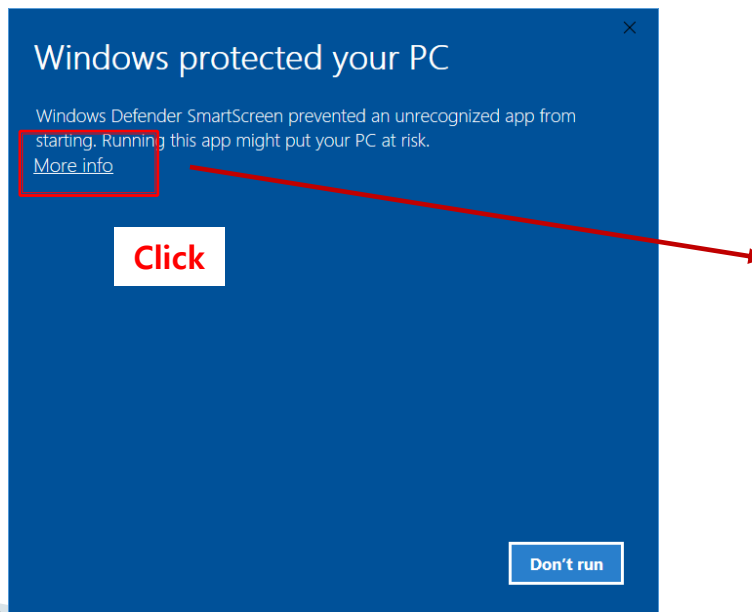 Windows protected your PC
Windows Defender SmartScreen prevented an unrecognized app from
starting. Running this app might put your PC at risk.
More info
Click
Don't run